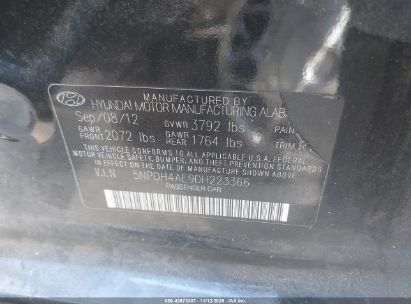 MANUFACTURED BY
HYUNDAI MOTOR MANUFACTURING ALAB
Sep/08/12 GVWR 3792 lbs
GAWR FRONT 2072 lbs GAWR REAR 1764 lbs PAIN TRIM
THIS VEHICLE CONFORMS TO ALL APPLICABLE U.S.A. FEDERAL
MOTOR VEHICLE SAFETY, BUMPER, AND THEFT PREVENTION STANDARDS
IN EFFECT ON THE DATE OF MANUFACTURE SHOWN ABOVE.
V.I.N 5NPDH4AE9DH223366
PASSENGER CAR